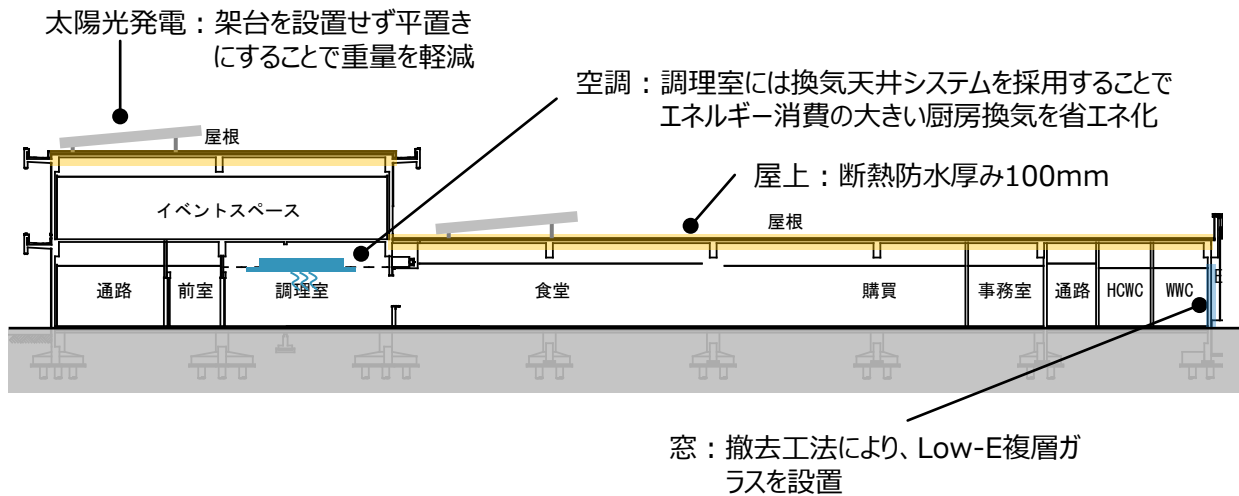 太陽光発電：架台を設置せず平置き
にすることで重量を軽減
空調：調理室には換気天井システムを採用することで
エネルギー消費の大きい厨房換気を省エネ化
屋根
屋上：断熱防水厚み100mm
イベントスペース
屋根
通路
前室
調理室
食堂
購買
事務室
通路
HCWC
WWC
E
窓：撤去工法により、Low-E複層ガ
ラスを設置